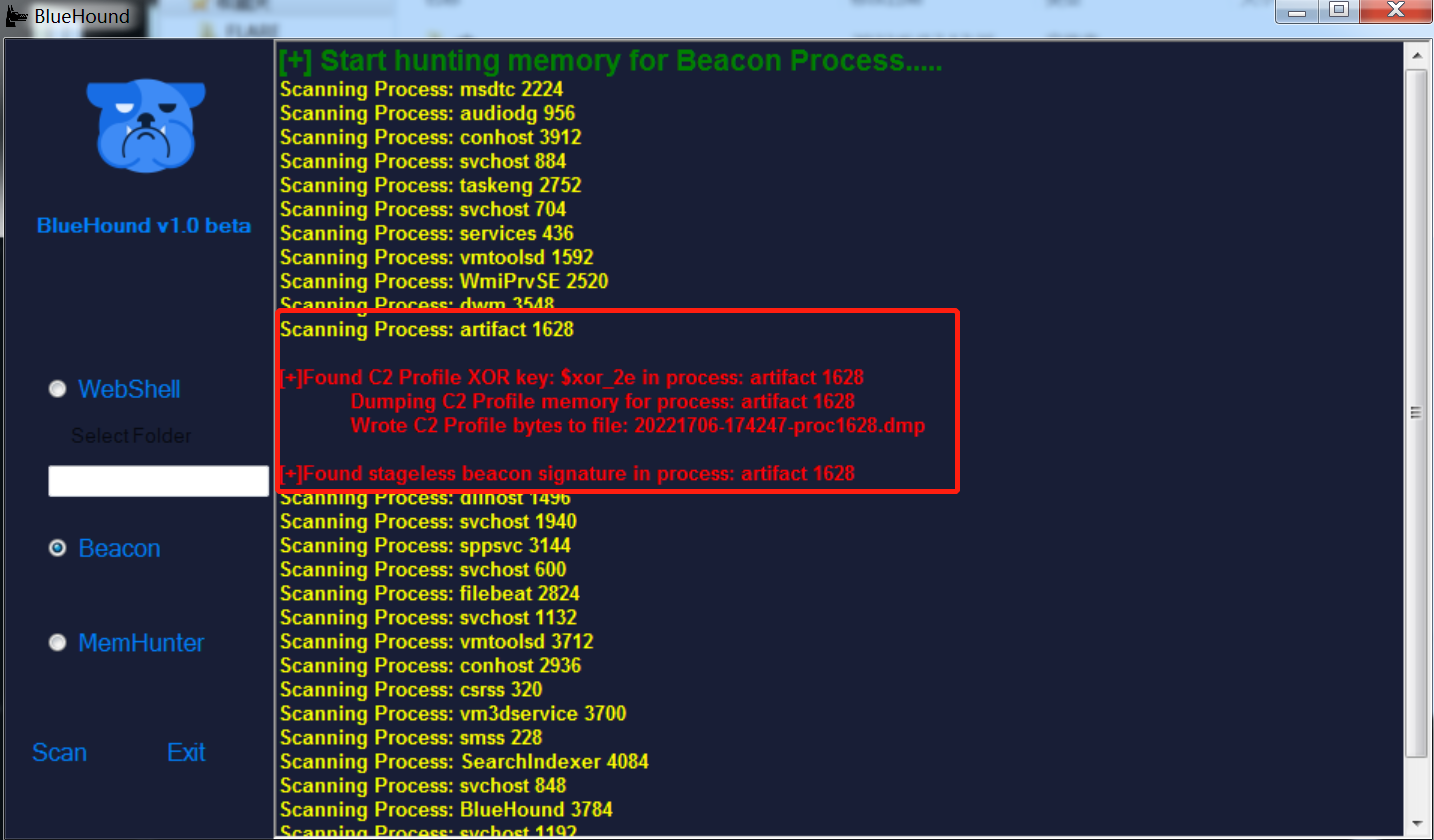 BlueHound
BlueHound v1.0 beta
WebShell
Select Folder
Beacon
MemHunter
Scan
Exit
[+] Start hunting memory for Beacon Process.....
Scanning Process: msdtc 2224
Scanning Process: audiodg 956
Scanning Process: conhost 3912
Scanning Process: svchost 884
Scanning Process: taskeng 2752
Scanning Process: svchost 704
Scanning Process: services 436
Scanning Process: vmtoolsd 1592
Scanning Process: WmiPrvSE 2520
Scanning Process: dwm 3548
Scanning Process: artifact 1628
[+]Found C2 Profile XOR key: $xor_2e in process: artifact 1628
Dumping C2 Profile memory for process: artifact 1628
Wrote C2 Profile bytes to file: 20221706-174247-proc1628.dmp
[+]Found stageless beacon signature in process: artifact 1628
Scanning Process: dllhost 1496
Scanning Process: svchost 1940
Scanning Process: sppsvc 3144
Scanning Process: svchost 600
Scanning Process: filebeat 2824
Scanning Process: svchost 1132
Scanning Process: vmtoolsd 3712
Scanning Process: conhost 2936
Scanning Process: csrss 320
Scanning Process: vm3dservice 3700
Scanning Process: smss 228
Scanning Process: SearchIndexer 4084
Scanning Process: svchost 848
Scanning Process: BlueHound 3784
Scanning Process: svchost 1192